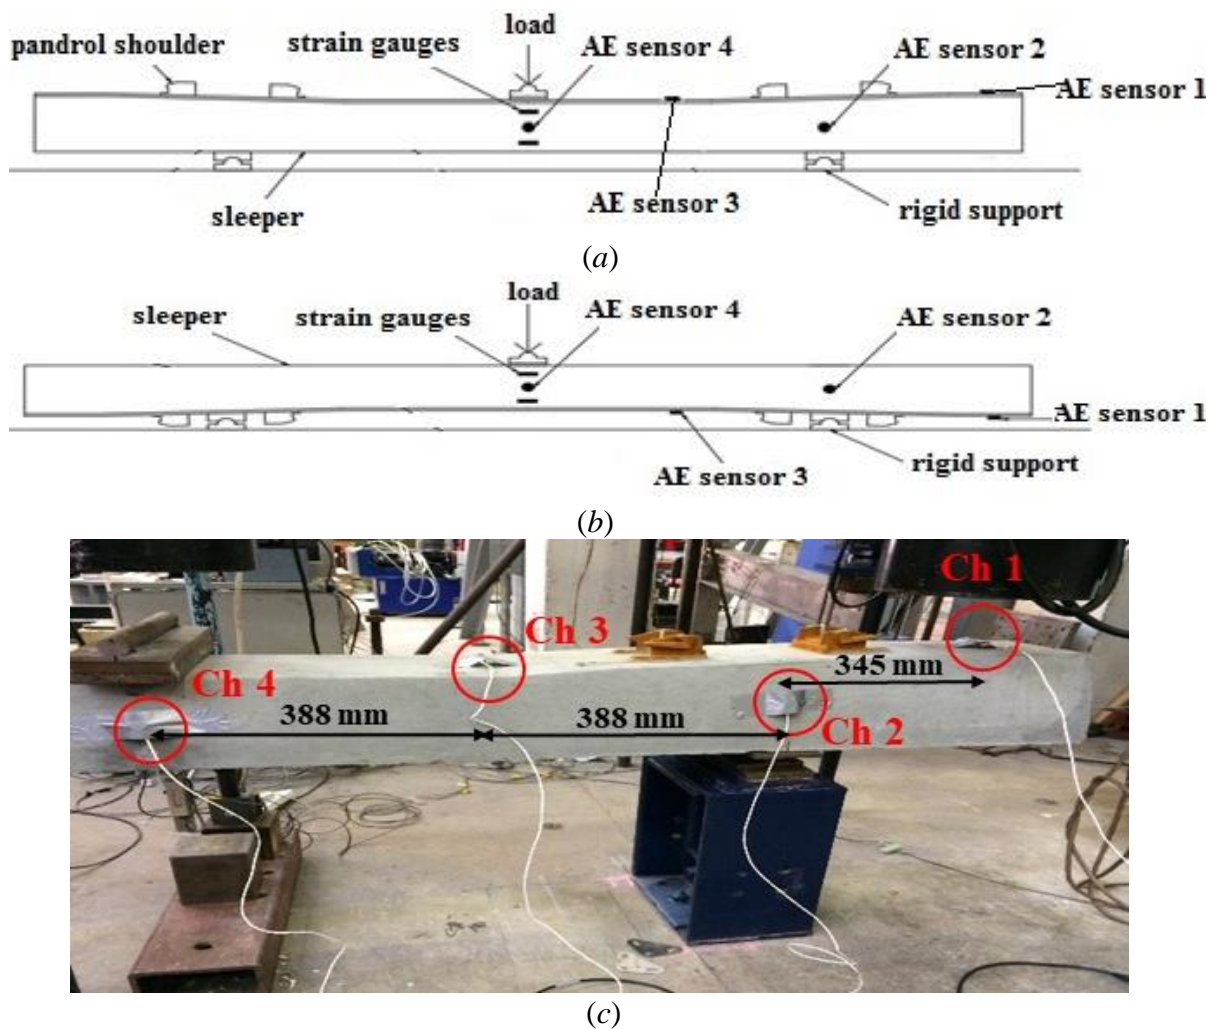 load
pandrol shoulder
strain gauges
AE sensor 4
AE sensor 2
AE sensor 1
sleeper
AE sensor 3
rigid support
(a)
load
sleeper
strain gauges
AE sensor 4
AE sensor 2
AE sensor 1
AE sensor 3
rigid support
(b)
Ch 1
Ch 3
345 mm
Ch 4
388 mm
388 mm
Ch 2
(c)